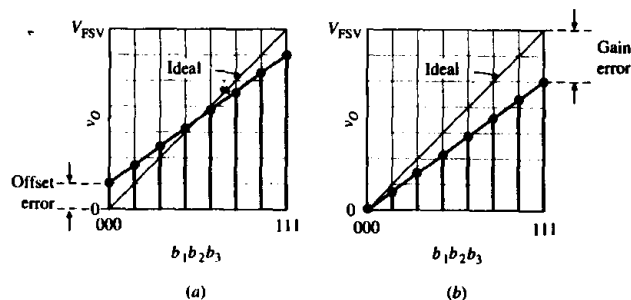 V_FSV
Ideal
v_O
Offset
error
0
000
111
b_1b_2b_3
(a)
V_FSV
Ideal
Gain
error
v_O
0
000
111
b_1b_2b_3
(b)